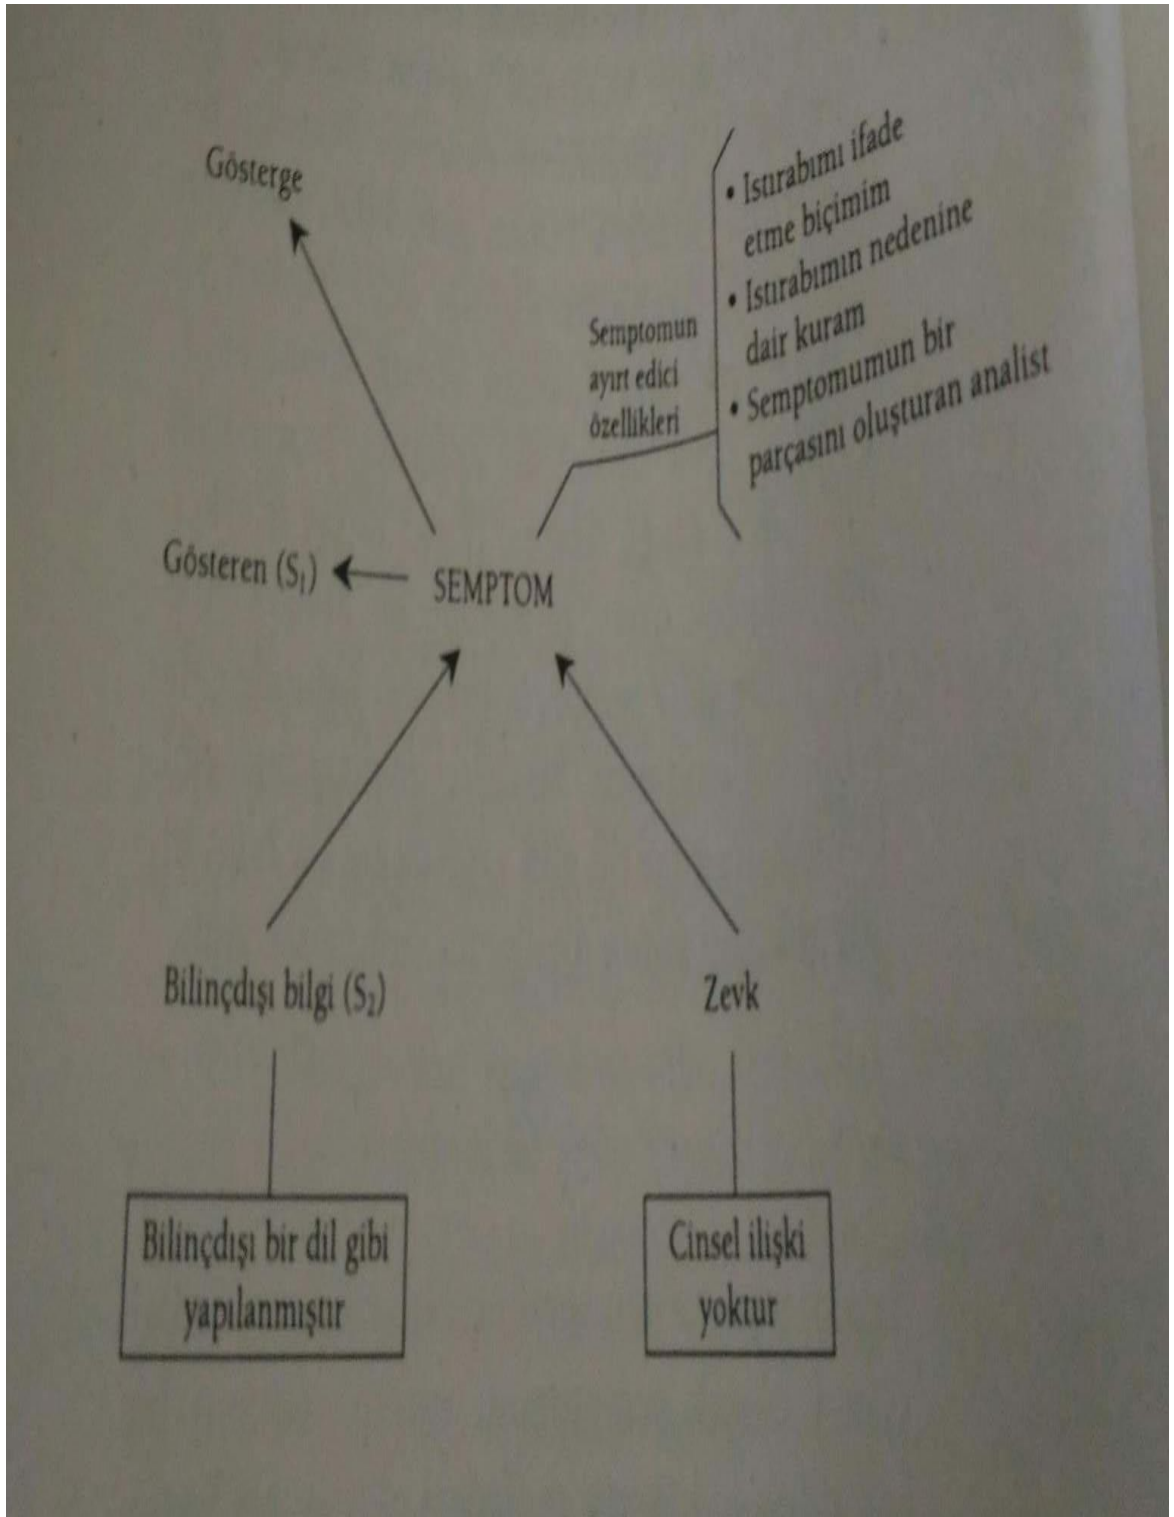 Gösterge
Semptomun
ayırt edici
özellikleri
• Istırabımı ifade
etme biçimim
• Istırabımın nedenine
dair kuram
• Semptomumun bir
parçasını oluşturan analist
Gösteren (S₁)
SEMPTOM
Bilinçdışı bilgi (S₂)
Zevk
Bilinçdışı bir dil gibi
yapılanmıştır
Cinsel ilişki
yoktur